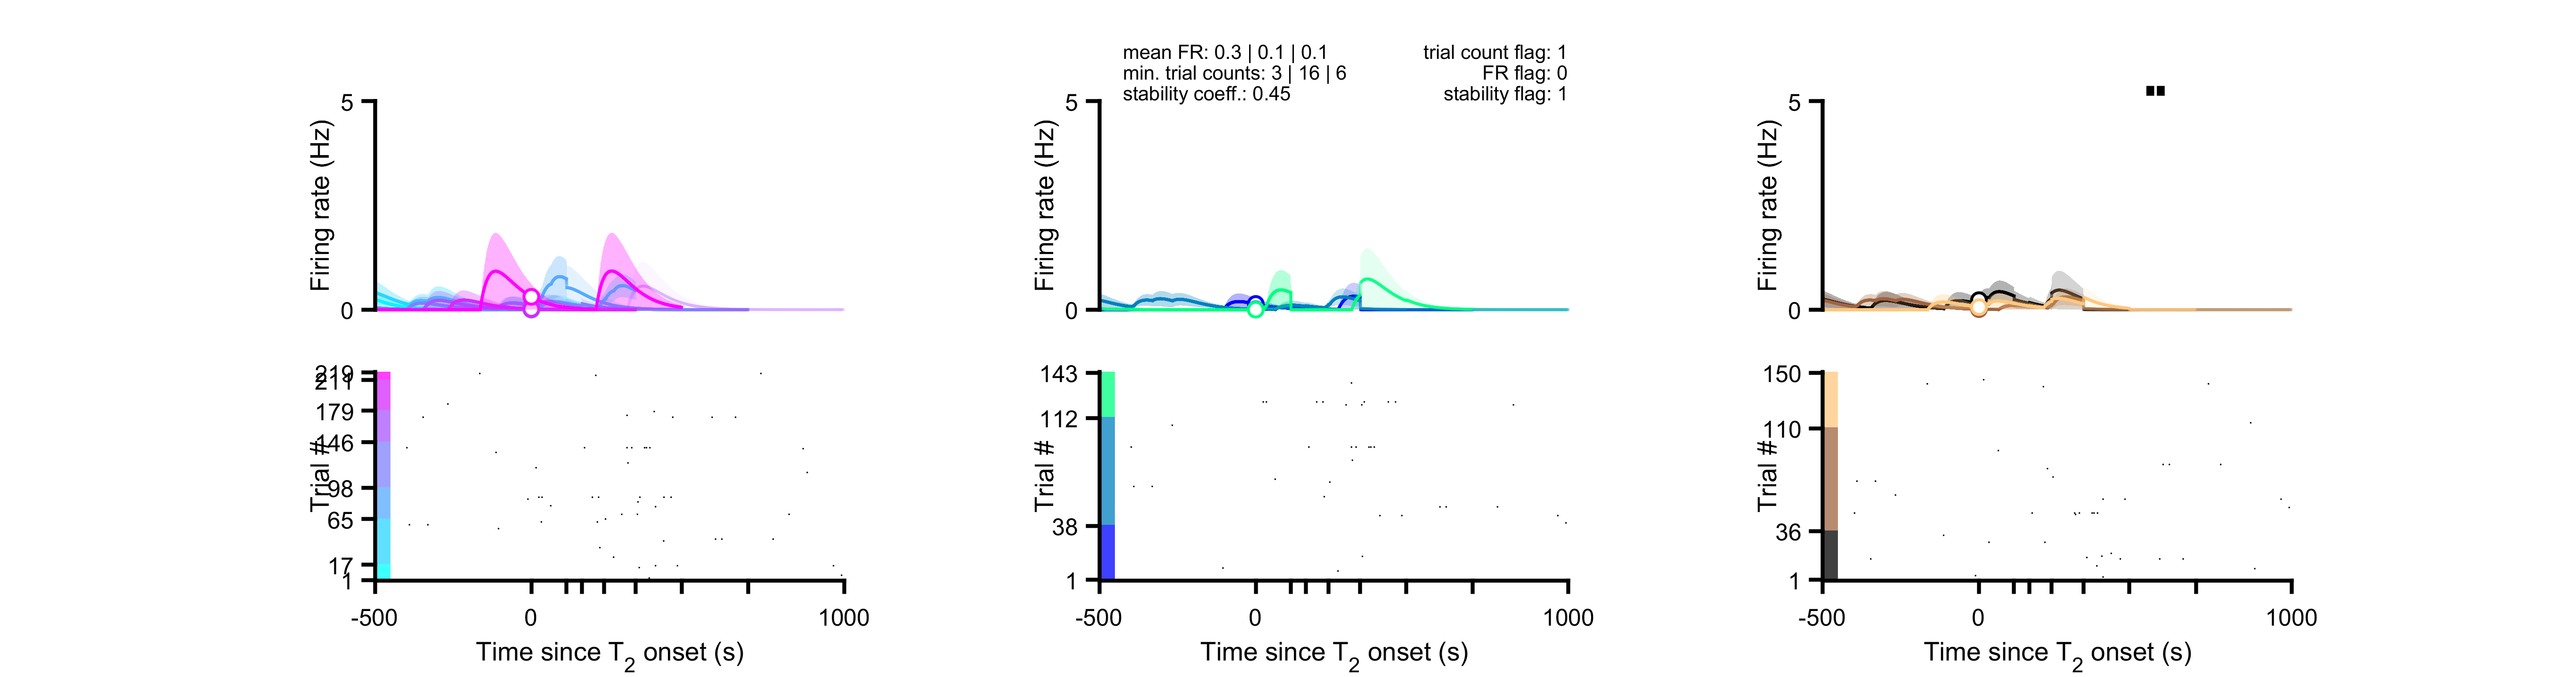 mean FR: 0.3 | 0.1 | 0.1
min. trial counts: 3 | 16 | 6
stability coeff.: 0.45
trial count flag: 1
FR flag: 0
stability flag: 1
5
Firing rate (Hz)
0
219
211
179
146
98
65
17
1
Trial #
-500
0
1000
Time since T2 onset (s)
5
Firing rate (Hz)
0
143
112
38
1
Trial #
-500
0
1000
Time since T2 onset (s)
5
Firing rate (Hz)
0
150
110
36
1
Trial #
-500
0
1000
Time since T2 onset (s)